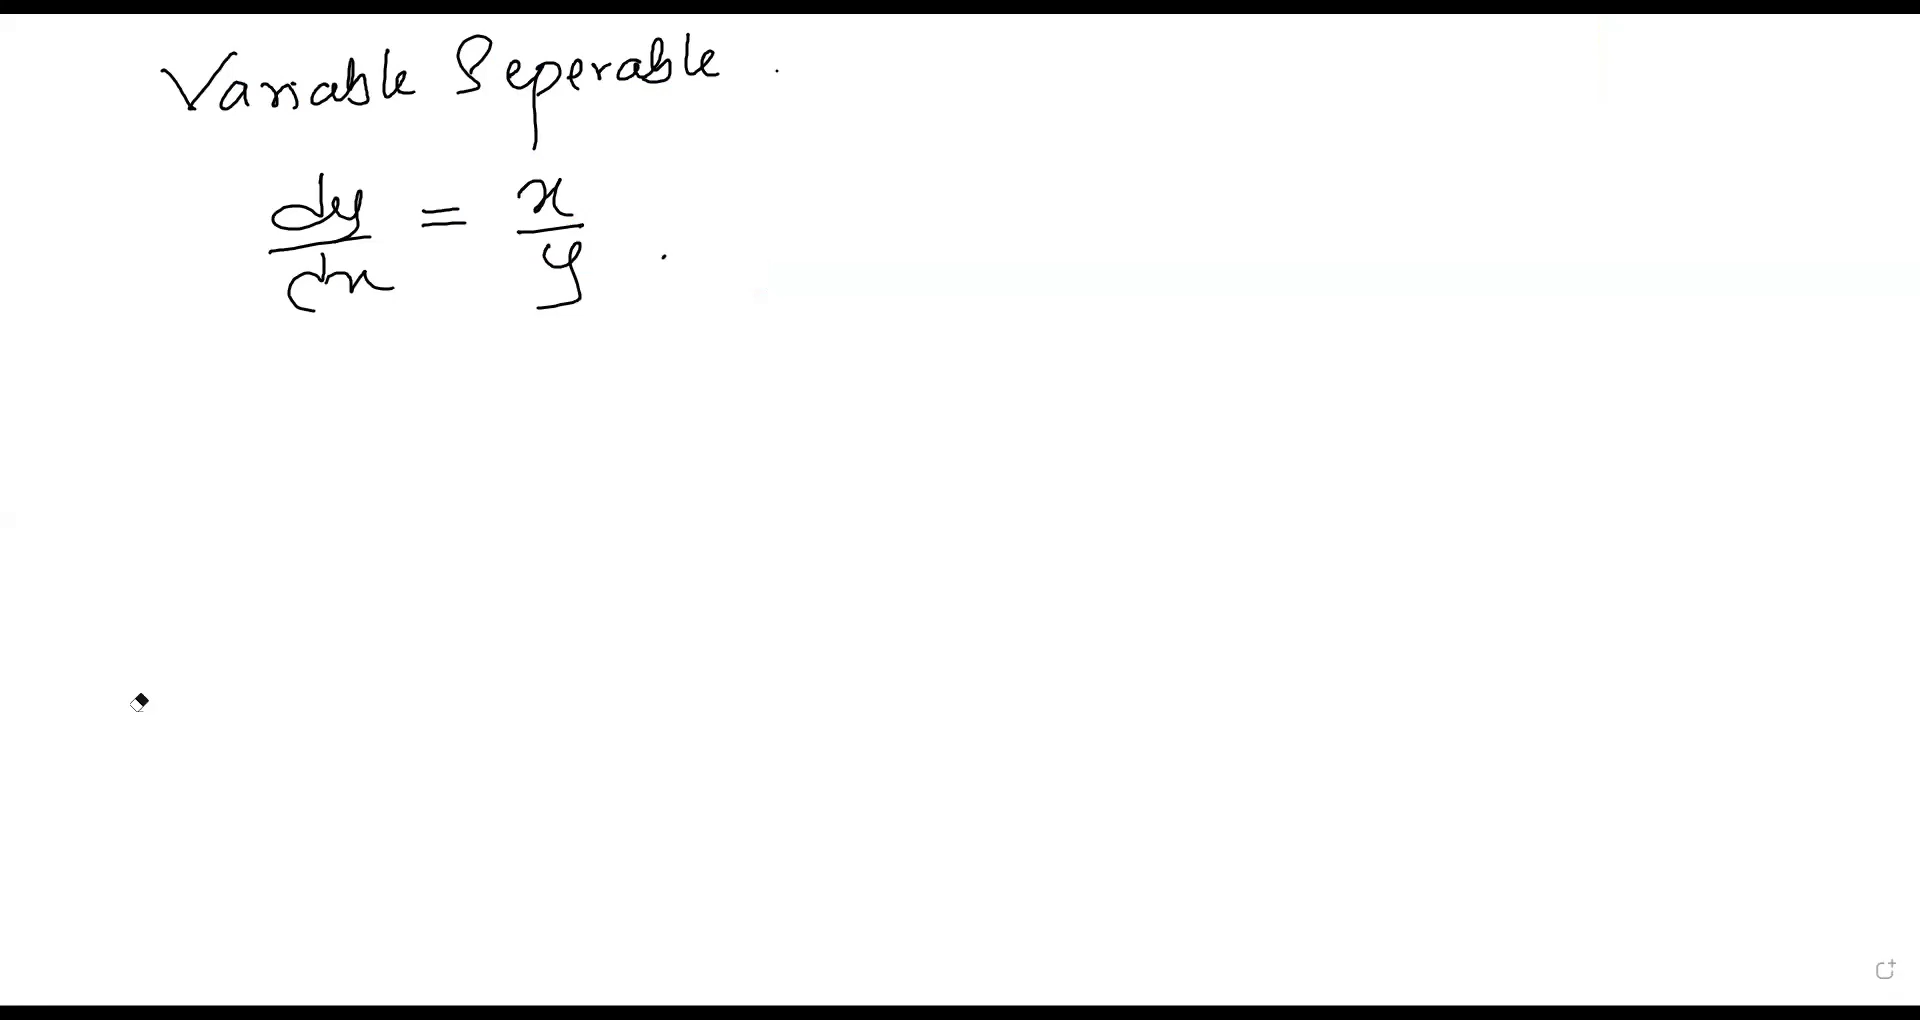 Variable Seperable .
dy/dx = x/y .